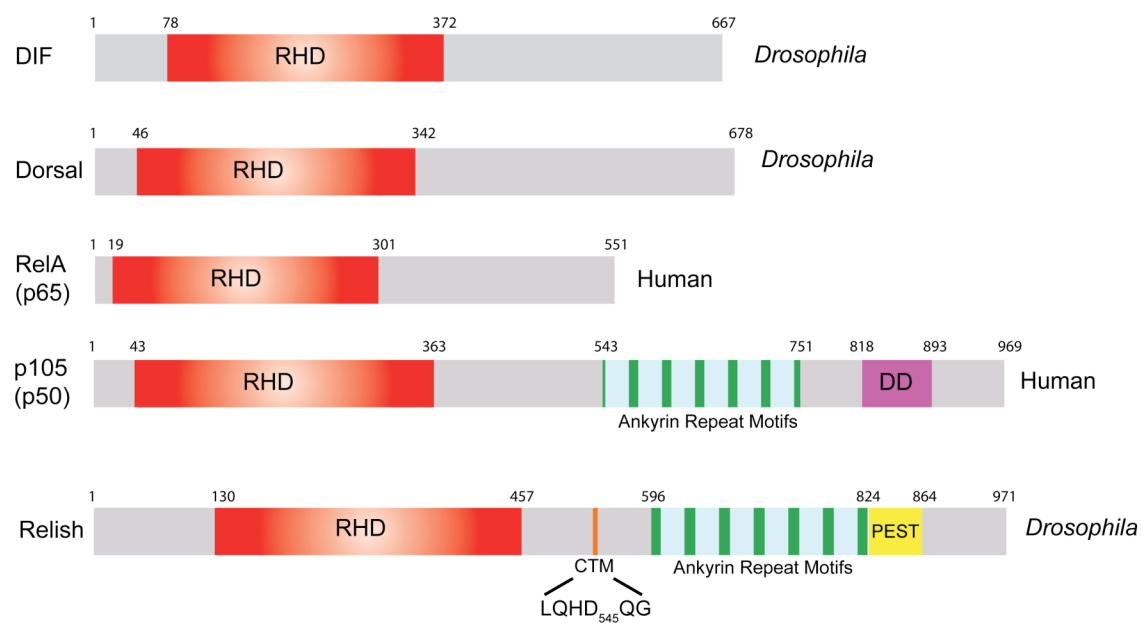 1 78 372 667
DIF RHD Drosophila
1 46 342 678
Dorsal RHD Drosophila
1 19 301 551
RelA
(p65)
RHD Human
1 43 363 543 751 818 893 969
p105
(p50)
RHD DD Human
Ankyrin Repeat Motifs
1 130 457 596 824 864 971
Relish RHD PEST Drosophila
CTM Ankyrin Repeat Motifs
LQHD545QG